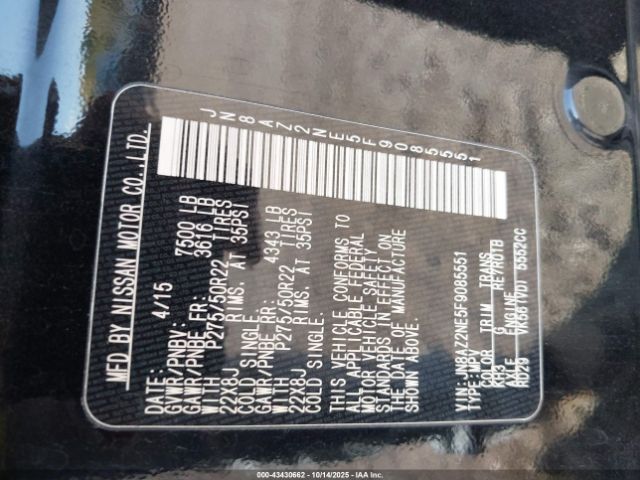 MFD BY NISSAN MOTOR CO.,LTD.
JN8AZ2NE5F9085551
DATE: 4/15
GVWR/PNBV: 7500 LB
GAWR/PNBE FR: 3616 LB
WITH P275/50R22 TIRES
22X8J RIMS. AT 35PSI
COLD SINGLE.
GAWR/PNBE RR: 4343 LB
WITH P275/50R22 TIRES
22X8J RIMS. AT 35PSI
COLD SINGLE.
THIS VEHICLE CONFORMS TO
ALL APPLICABLE FEDERAL
MOTOR VEHICLE SAFETY
STANDARDS IN EFFECT ON
THE DATE OF MANUFACTURE
SHOWN ABOVE.
VIN: JN8AZ2NE5F9085551
TYPE: MPV
COLOR TRIM TRANS
KH3 G RE7R01B
AXLE ENGINE
RD29 VK56(VD) 5552CC
000-43430662 - 10/14/2025 - IAAI.COM